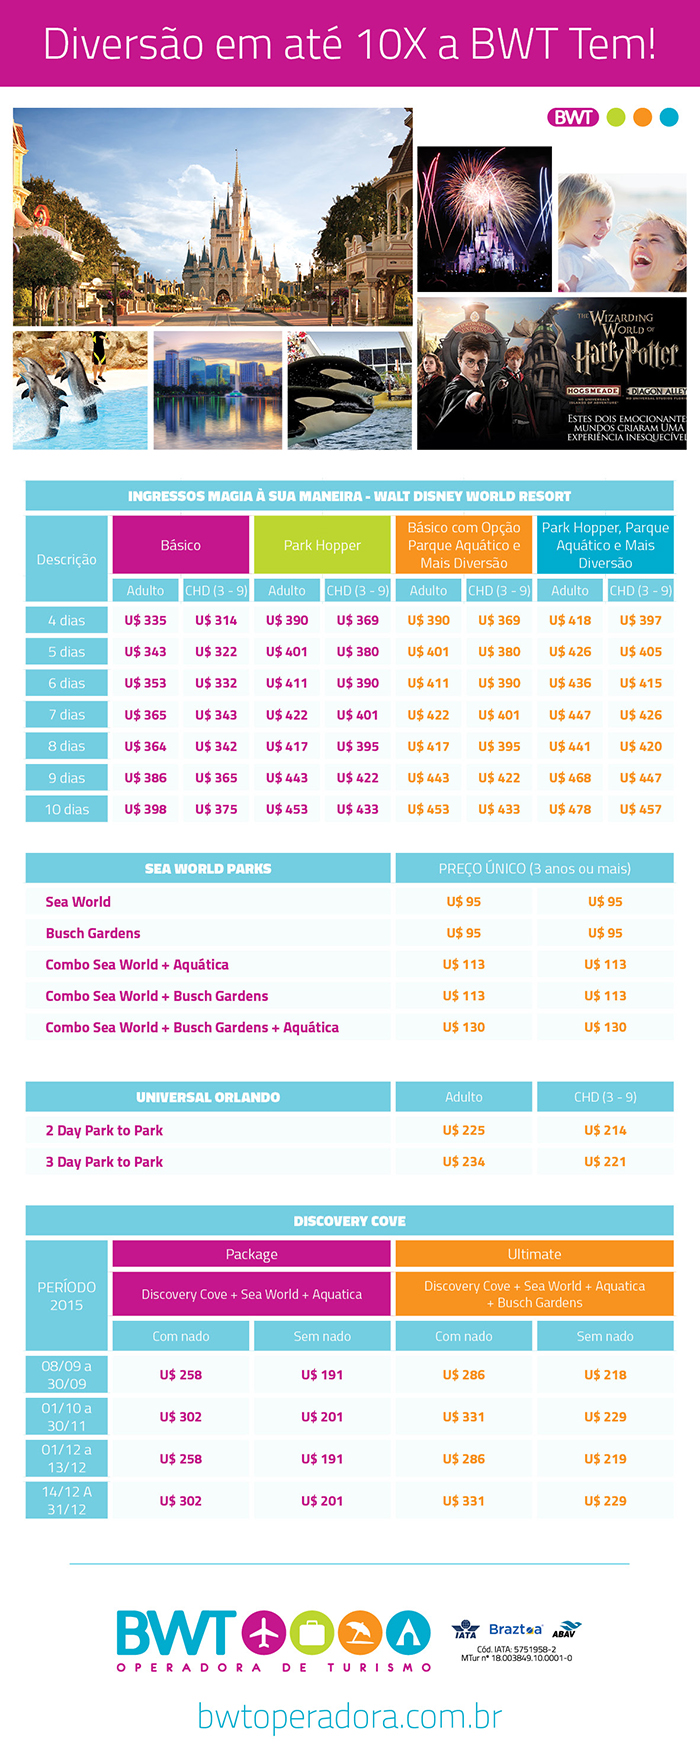 Diversão em até 10X a BWT Tem!
BWT
THE WIZARDING
WORLD OF
Harry Potter
HOGSMEADE DIAGON ALLEY
ESTES DOIS EMOCIONANTE
MUNDOS CRIARAM UMA
EXPERIÊNCIA INESQUECÍVEL
INGRESSOS MAGIA À SUA MANEIRA - WALT DISNEY WORLD RESORT
Descrição
Básico
Park Hopper
Básico com Opção
Parque Aquático e
Mais Diversão
Park Hopper, Parque
Aquático e Mais
Diversão
Adulto CHD (3 - 9) Adulto CHD (3 - 9) Adulto CHD (3 - 9) Adulto CHD (3 - 9)
4 dias U$ 335 U$ 314 U$ 390 U$ 369 U$ 390 U$ 369 U$ 418 U$ 397
5 dias U$ 343 U$ 322 U$ 401 U$ 380 U$ 401 U$ 380 U$ 426 U$ 405
6 dias U$ 353 U$ 332 U$ 411 U$ 390 U$ 411 U$ 390 U$ 436 U$ 415
7 dias U$ 365 U$ 343 U$ 422 U$ 401 U$ 422 U$ 401 U$ 447 U$ 426
8 dias U$ 364 U$ 342 U$ 417 U$ 395 U$ 417 U$ 395 U$ 441 U$ 420
9 dias U$ 386 U$ 365 U$ 443 U$ 422 U$ 443 U$ 422 U$ 468 U$ 447
10 dias U$ 398 U$ 375 U$ 453 U$ 433 U$ 453 U$ 433 U$ 478 U$ 457
SEA WORLD PARKS PREÇO ÚNICO (3 anos ou mais)
Sea World U$ 95 U$ 95
Busch Gardens U$ 95 U$ 95
Combo Sea World + Aquática U$ 113 U$ 113
Combo Sea World + Busch Gardens U$ 113 U$ 113
Combo Sea World + Busch Gardens + Aquática U$ 130 U$ 130
UNIVERSAL ORLANDO Adulto CHD (3 - 9)
2 Day Park to Park U$ 225 U$ 214
3 Day Park to Park U$ 234 U$ 221
DISCOVERY COVE
PERÍODO
2015
Package Ultimate
Discovery Cove + Sea World + Aquatica
Discovery Cove + Sea World + Aquatica
+ Busch Gardens
Com nado Sem nado Com nado Sem nado
08/09 a
30/09
U$ 258 U$ 191 U$ 286 U$ 218
01/10 a
30/11
U$ 302 U$ 201 U$ 331 U$ 229
01/12 a
13/12
U$ 258 U$ 191 U$ 286 U$ 219
14/12 A
31/12
U$ 302 U$ 201 U$ 331 U$ 229
BWT
OPERADORA DE TURISMO
IATA Braztoa ABAV
Cód. IATA: 5751958-2
MTur nº 18.003849.10.0001-0
bwtoperadora.com.br